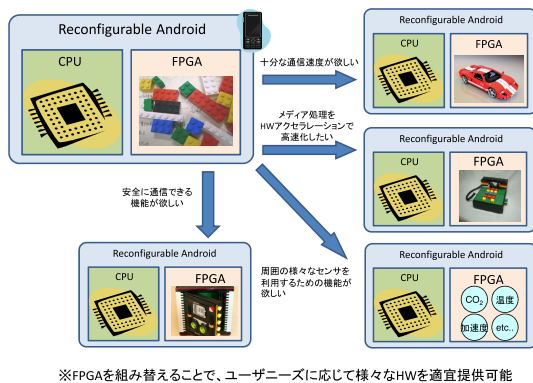 Reconfigurable Android
CPU
FPGA
十分な通信速度が欲しい
Reconfigurable Android
CPU
FPGA
メディア処理を
HWアクセラレーションで
高速化したい
Reconfigurable Android
CPU
FPGA
安全に通信できる
機能が欲しい
Reconfigurable Android
CPU
FPGA
周囲の様々なセンサを
利用するための機能が
欲しい
Reconfigurable Android
CPU
FPGA
CO2
温度
加速度
etc..
※FPGAを組み替えることで、ユーザニーズに応じて様々なHWを適宜提供可能